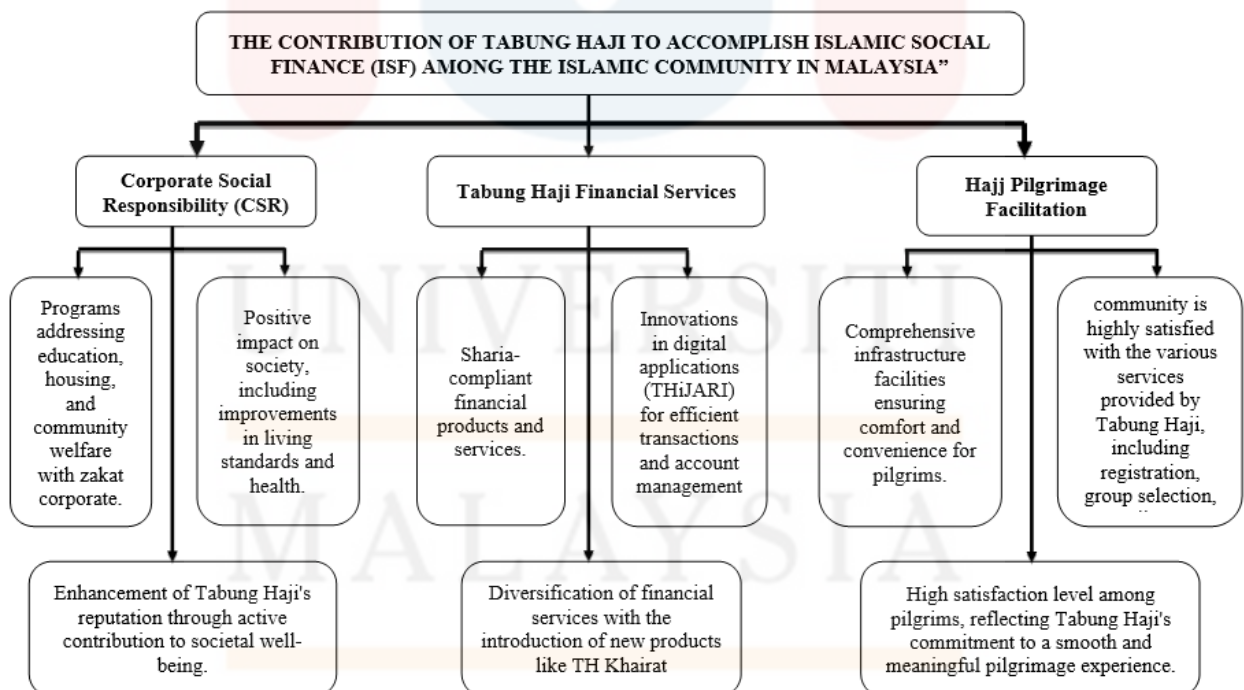 THE CONTRIBUTION OF TABUNG HAJI TO ACCOMPLISH ISLAMIC SOCIAL
FINANCE (ISF) AMONG THE ISLAMIC COMMUNITY IN MALAYSIA”
Corporate Social
Responsibility (CSR)
Tabung Haji Financial Services
Hajj Pilgrimage
Facilitation
Programs
addressing
education,
housing,
and
community
welfare
with zakat
corporate.
Positive
impact on
society,
including
improvements
in living
standards and
health.
Sharia-
compliant
financial
products and
services.
Innovations
in digital
applications
(THiJARI)
for efficient
transactions
and account
management
Comprehensive
infrastructure
facilities
ensuring
comfort and
convenience for
pilgrims.
community is
highly satisfied
with the various
services
provided by
Tabung Haji,
including
registration,
group selection,
Enhancement of Tabung Haji's
reputation through active
contribution to societal well-
being.
Diversification of financial
services with the
introduction of new products
like TH Khairat
High satisfaction level among
pilgrims, reflecting Tabung Haji's
commitment to a smooth and
meaningful pilgrimage experience.
UNIVERSITI
MALAYSIA